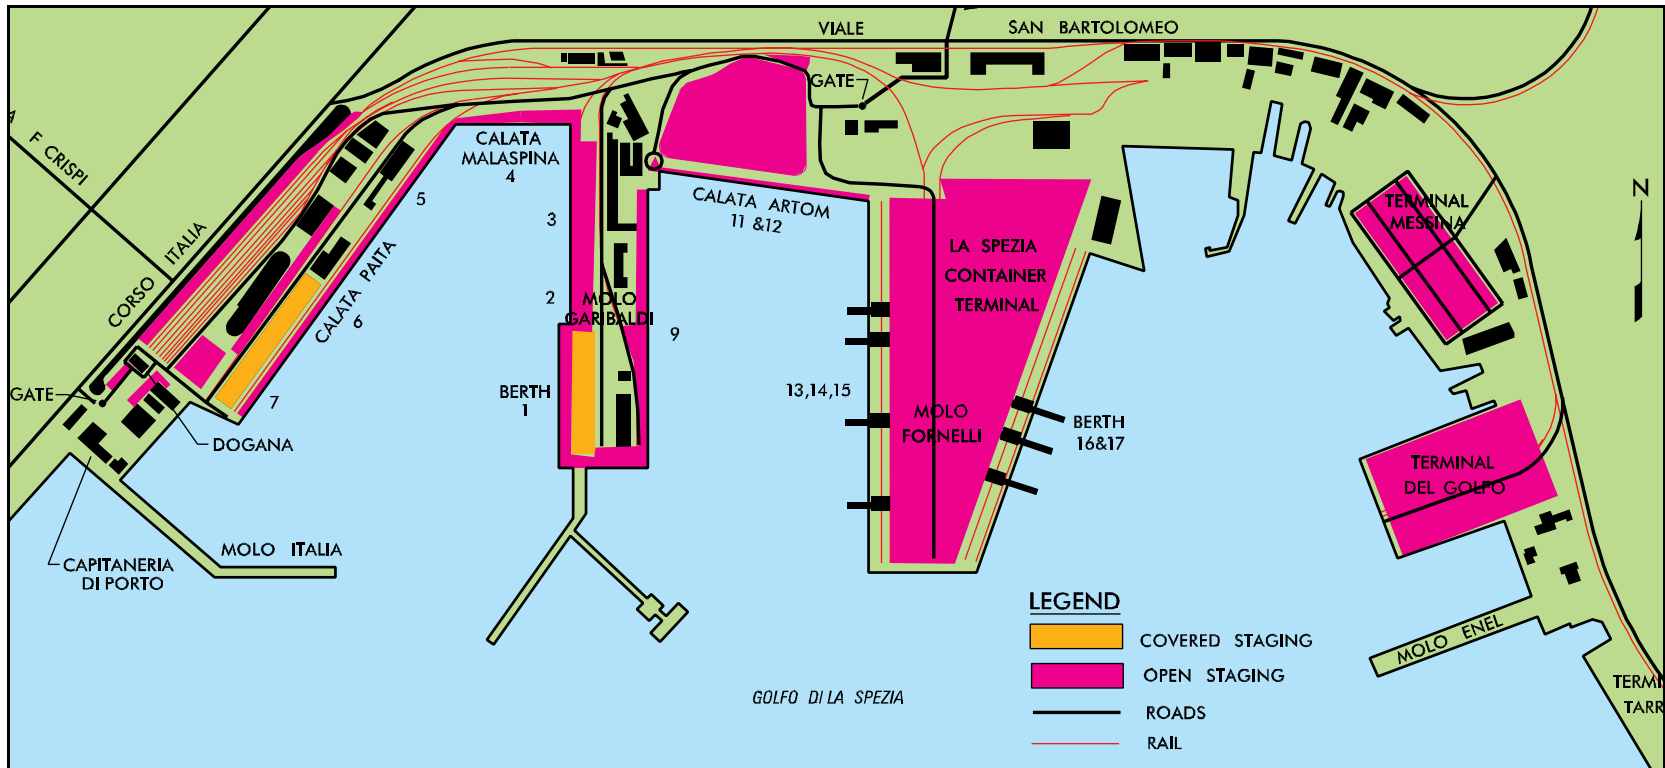 VIALE SAN BARTOLOMEO
GATE
F CRISPI
CORSO ITALIA
CALATA
MALASPINA
4
5
3
CALATA ARTOM
11 &12
TERMINAL
MESSINA
N
LA SPEZIA
CONTAINER
TERMINAL
CALATA PAITA
6
2
MOLO
GARIBALDI
9
GATE
7
BERTH
1
13,14,15
MOLO
FORNELLI
BERTH
16&17
DOGANA
TERMINAL
DEL GOLFO
MOLO ITALIA
CAPITANERIA
DI PORTO
LEGEND
COVERED STAGING
OPEN STAGING
ROADS
RAIL
MOLO ENEL
GOLFO DI LA SPEZIA
TERMI
TARR